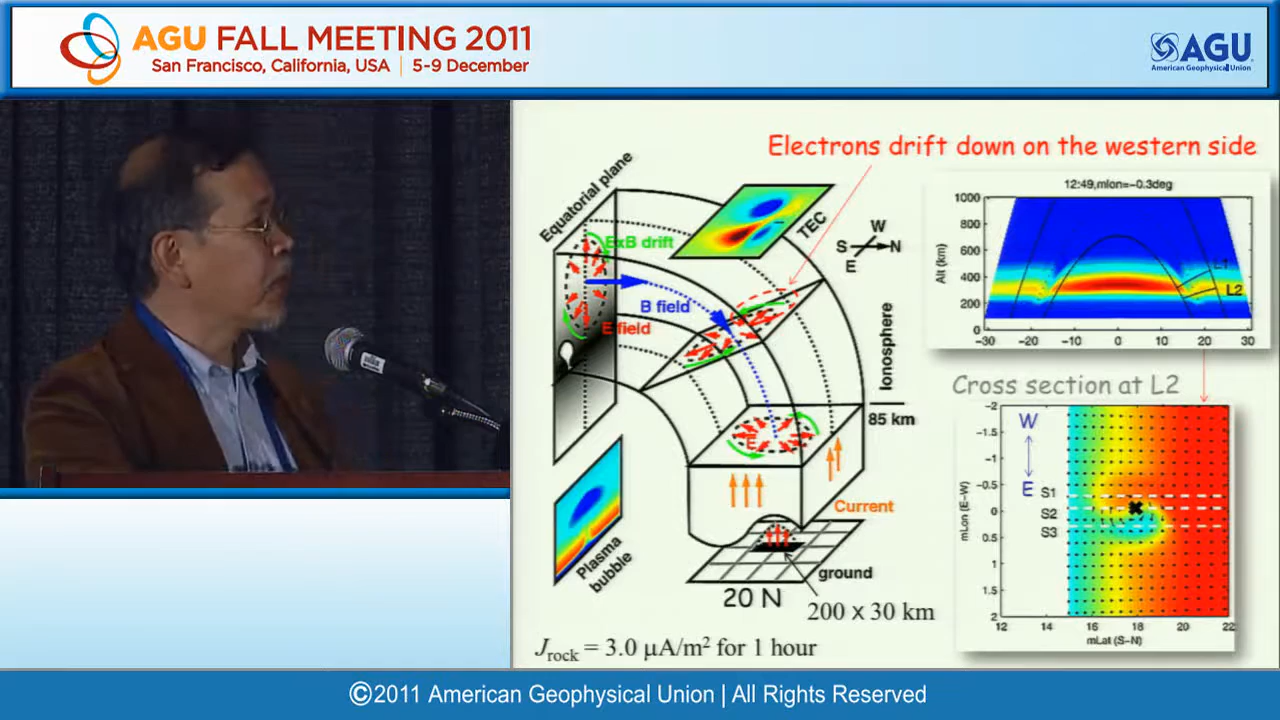 AGU FALL MEETING 2011
San Francisco, California, USA | 5-9 December
AGU
American Geophysical Union
Electrons drift down on the western side
Equatorial plane
ExB drift
B field
E field
TEC
W
S
N
E
Ionosphere
85 km
E
Current
Plasma
bubble
ground
20 N
200 x 30 km
Jrock = 3.0 μA/m² for 1 hour
12:49,mlon=-0.3deg
1000
800
600
400
200
0
Alt (km)
L1
L2
-30 -20 -10 0 10 20 30
Cross section at L2
-2
-1.5
-1
-0.5
0
0.5
1
1.5
2
mLon (E-W)
W
E
S1
S2
S3
12 14 16 18 20 22
mLat (S-N)
©2011 American Geophysical Union | All Rights Reserved